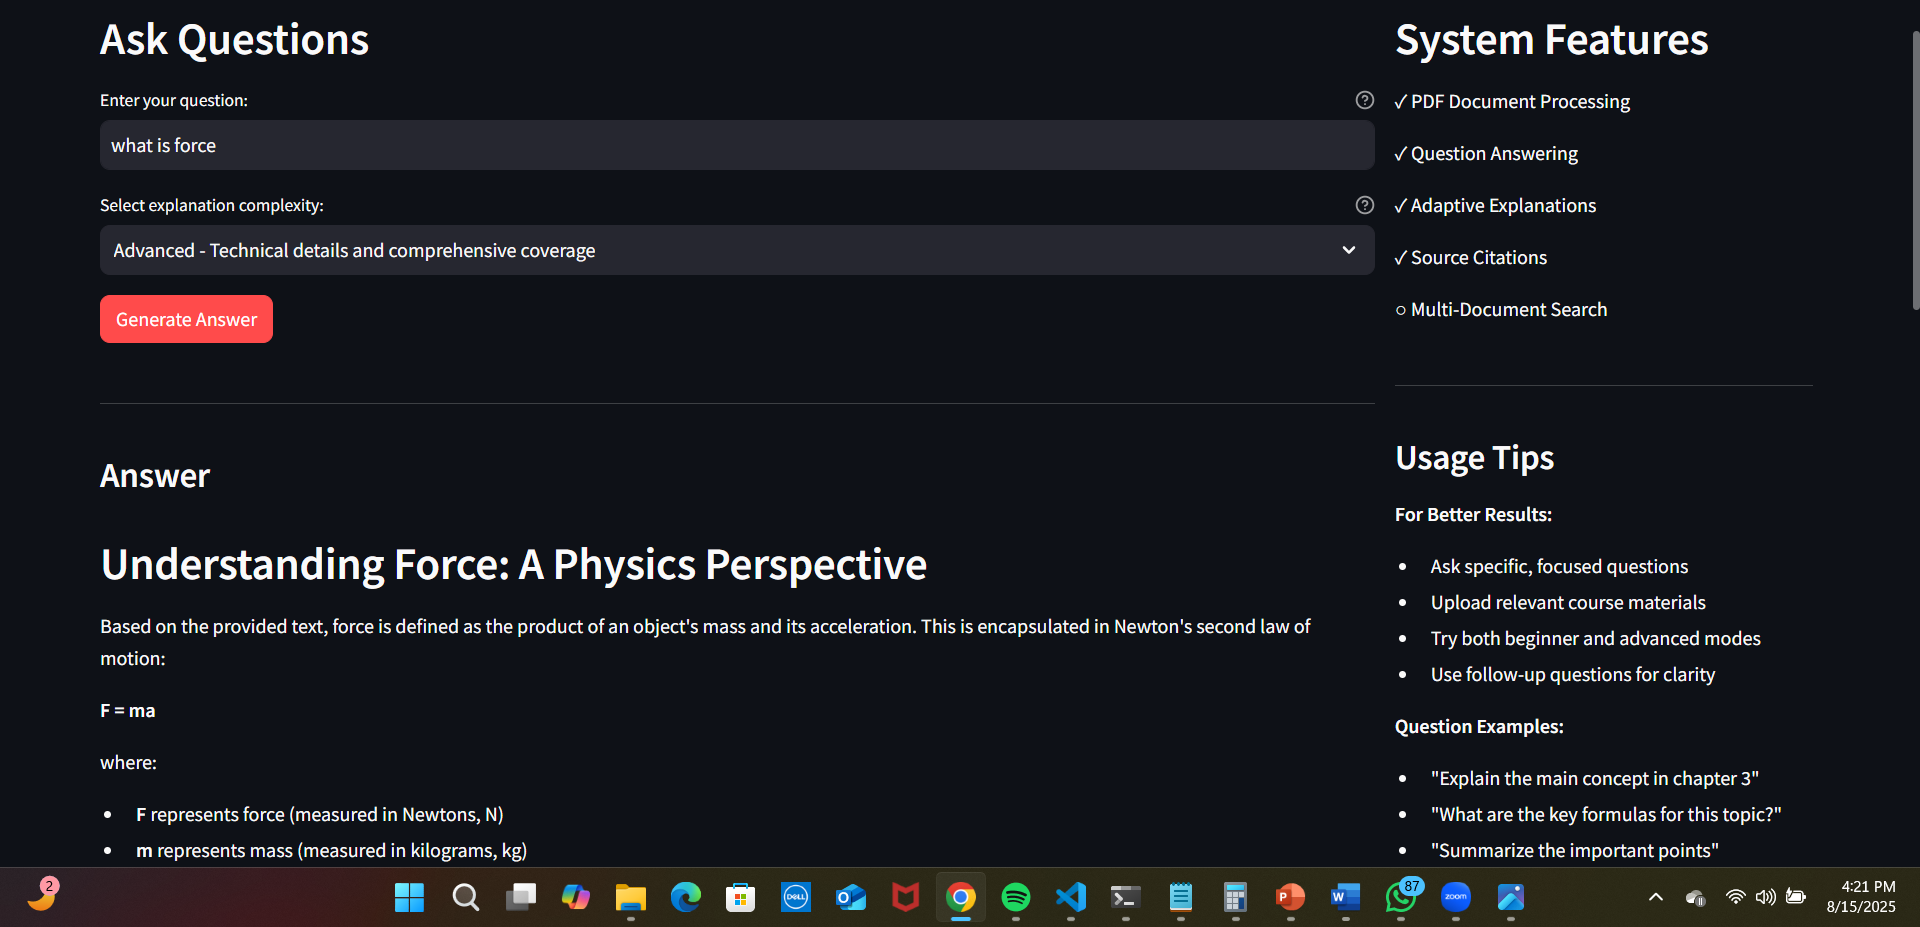 Ask Questions
Enter your question:
what is force
Select explanation complexity:
Advanced - Technical details and comprehensive coverage
Generate Answer
Answer
Understanding Force: A Physics Perspective
Based on the provided text, force is defined as the product of an object's mass and its acceleration. This is encapsulated in Newton's second law of
motion:
F = ma
where:
• F represents force (measured in Newtons, N)
• m represents mass (measured in kilograms, kg)
System Features
✓ PDF Document Processing
✓ Question Answering
✓ Adaptive Explanations
✓ Source Citations
○ Multi-Document Search
Usage Tips
For Better Results:
• Ask specific, focused questions
• Upload relevant course materials
• Try both beginner and advanced modes
• Use follow-up questions for clarity
Question Examples:
• "Explain the main concept in chapter 3"
• "What are the key formulas for this topic?"
• "Summarize the important points"
2
DELL
87
zoom
4:21 PM
8/15/2025